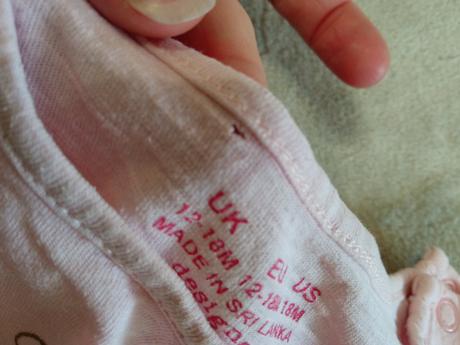 UK EU US
12-18M 12-18 18M
MADE IN SRI LANKA